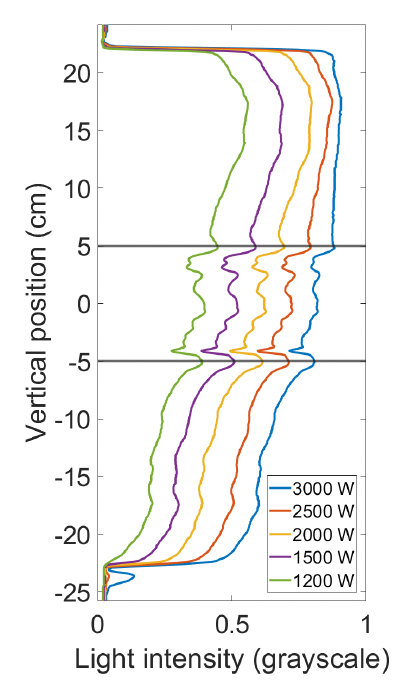 20
15
10
5
0
-5
-10
-15
-20
-25
Vertical position (cm)
3000 W
2500 W
2000 W
1500 W
1200 W
0
0.5
1
Light intensity (grayscale)